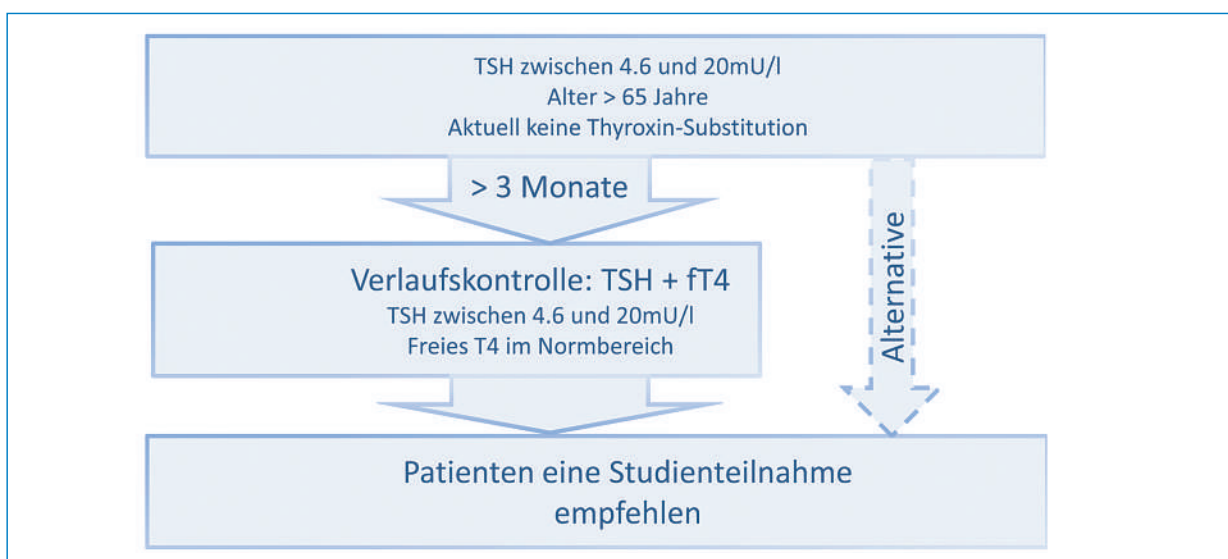 TSH zwischen 4.6 und 20mU/l
Alter > 65 Jahre
Aktuell keine Thyroxin-Substitution
> 3 Monate
Alternative
Verlaufskontrolle: TSH + fT4
TSH zwischen 4.6 und 20mU/l
Freies T4 im Normbereich
Patienten eine Studienteilnahme
empfehlen